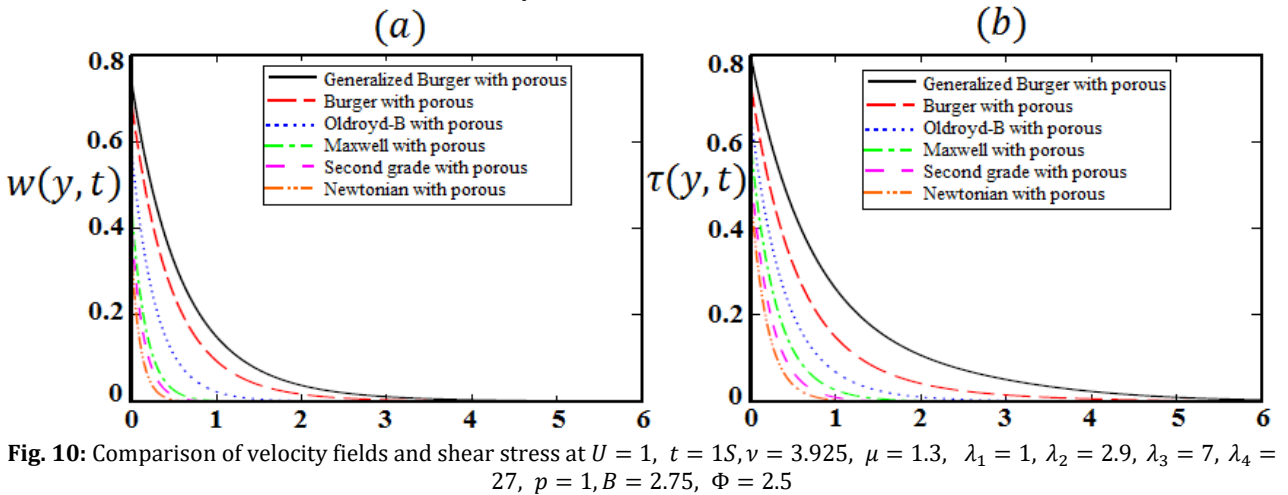 (a)
(b)
0.8
0.6
w(y, t)
0.4
0.2
0
0 1 2 3 4 5 6
Generalized Burger with porous
Burger with porous
Oldroyd-B with porous
Maxwell with porous
Second grade with porous
Newtonian with porous
0.8
0.6
τ(y, t)
0.4
0.2
0
0 1 2 3 4 5 6
Generalized Burger with porous
Burger with porous
Oldroyd-B with porous
Maxwell with porous
Second grade with porous
Newtonian with porous
Fig. 10: Comparison of velocity fields and shear stress at U = 1, t = 1S, ν = 3.925, μ = 1.3, λ₁ = 1, λ₂ = 2.9, λ₃ = 7, λ₄ =
27, p = 1, B = 2.75, Φ = 2.5